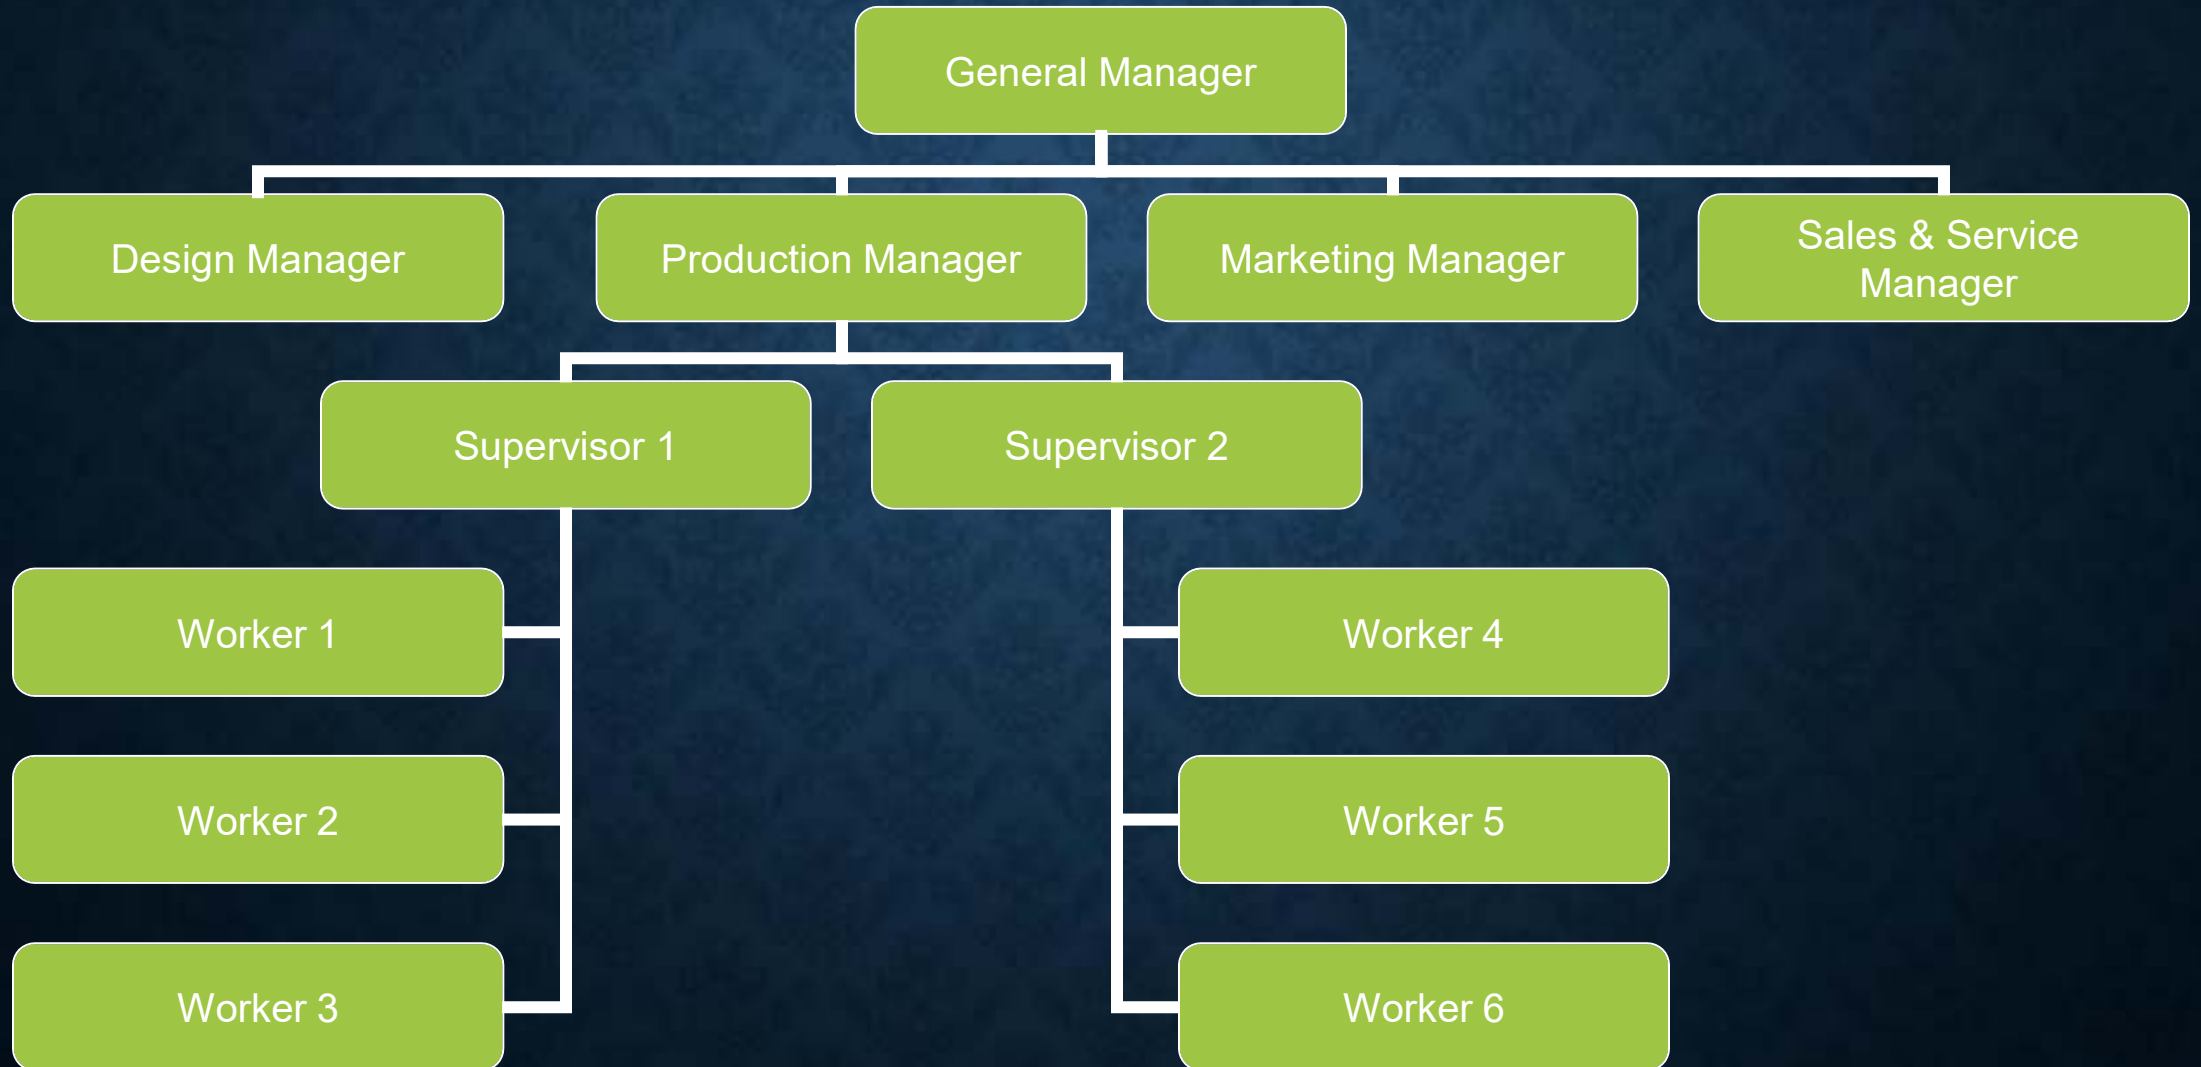 General Manager
Design Manager
Production Manager
Marketing Manager
Sales & Service
Manager
Supervisor 1
Supervisor 2
Worker 1
Worker 4
Worker 2
Worker 5
Worker 3
Worker 6